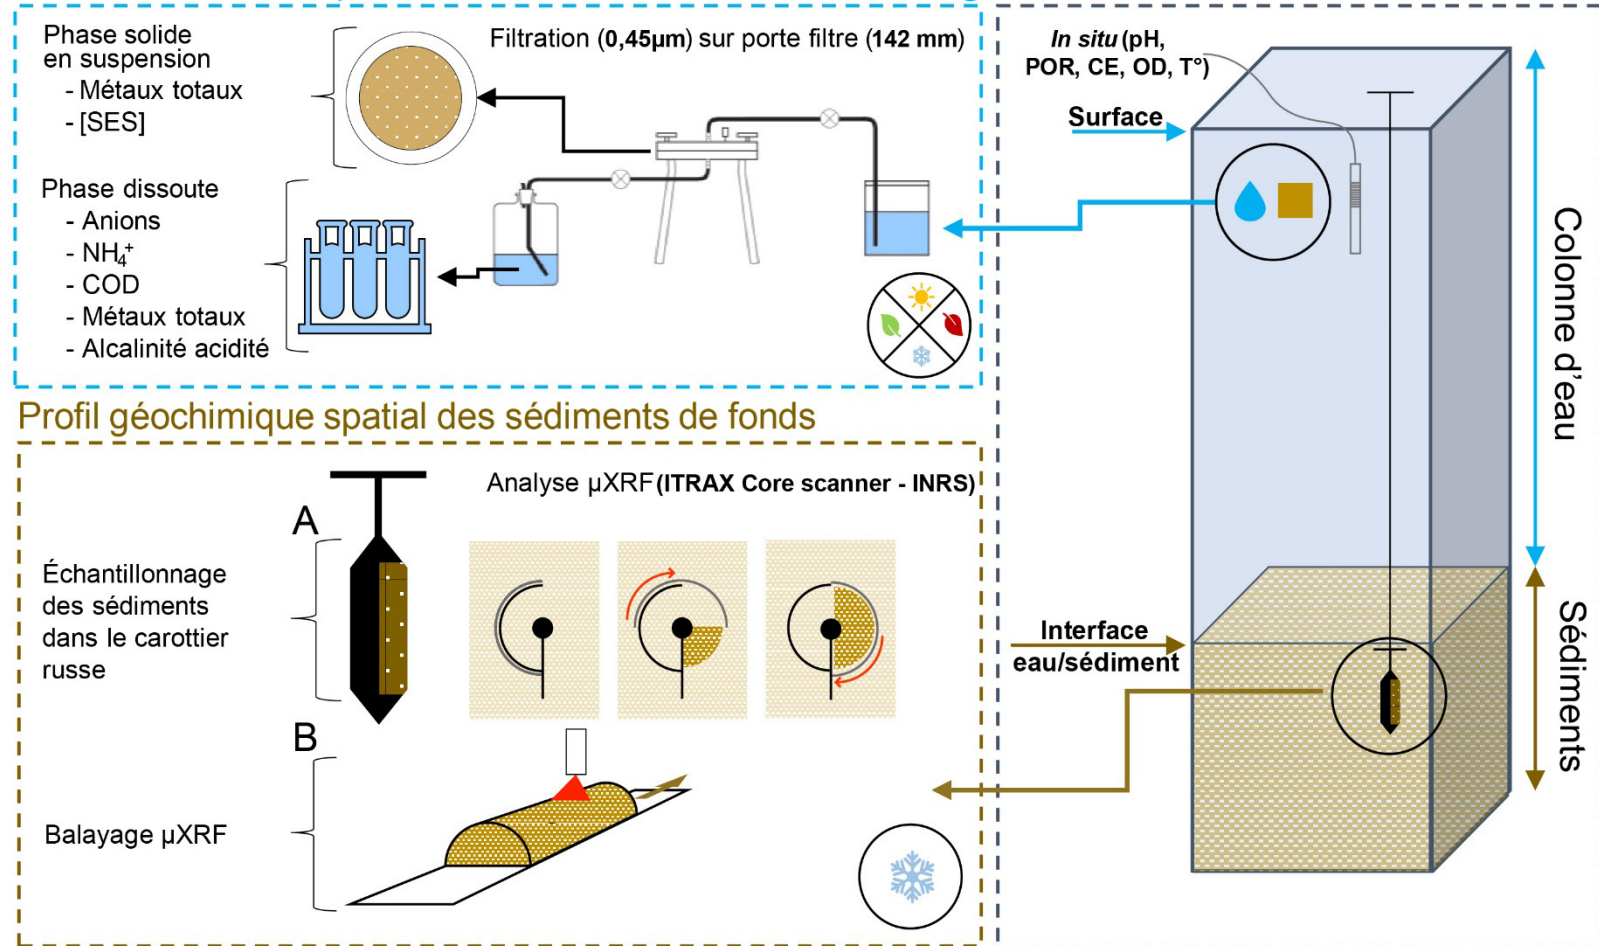 Phase solide
en suspension
- Métaux totaux
- [SES]
Filtration (0,45µm) sur porte filtre (142 mm)
Phase dissoute
- Anions
- NH₄⁺
- COD
- Métaux totaux
- Alcalinité acidité
In situ (pH,
POR, CE, OD, T°)
Surface
Colonne d'eau
Profil géochimique spatial des sédiments de fonds
Analyse µXRF (ITRAX Core scanner - INRS)
A
Échantillonnage
des sédiments
dans le carottier
russe
B
Balayage µXRF
Interface
eau/sédiment
Sédiments